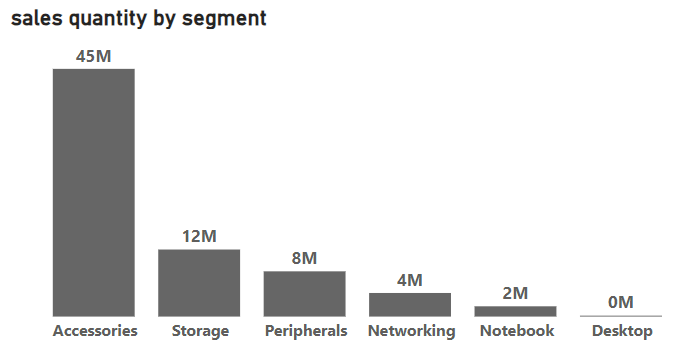 sales quantity by segment
45M
12M
8M
4M
2M
0M
Accessories
Storage
Peripherals
Networking
Notebook
Desktop